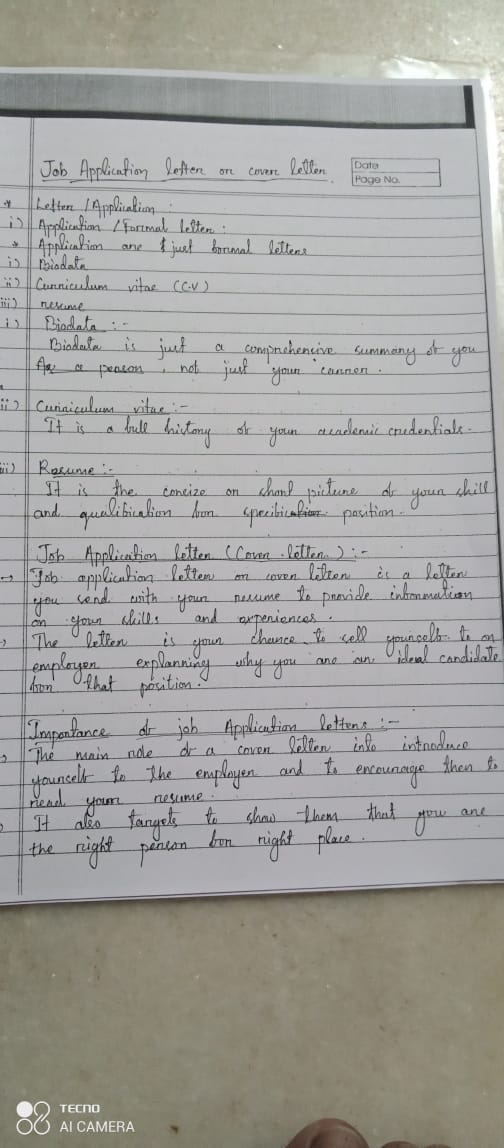 Job Application letter or cover letter.
Date
Page No.
* Letter / Application :
i) Application / Formal letter :
* Application are just formal letters
i) Biodata
ii) Curriculum vitae (C.V)
iii) resume
i) Biodata :-
Biodata is just a comprehencive summary of you
As a person, not just your carrer.
ii) Curriculum vitae :-
It is a full history of your academic credentials.
iii) Resume :-
It is the concize or short picture of your skill
and qualification for specification position.
Job Application letter (Cover letter) :-
→ Job application letter or cover letter is a letter
you send with your resume to provide information
on your skills and experiences.
The letter is your chance to sell yourself to an
employer explanning why you are an ideal candidate
for that position.
Importance of job Application letters :-
The main role of a cover letter into introduce
yourself to the employer and to encourage then to
read your resume.
It also targets to show them that you are
the right person for right place.
TECNO
AI CAMERA